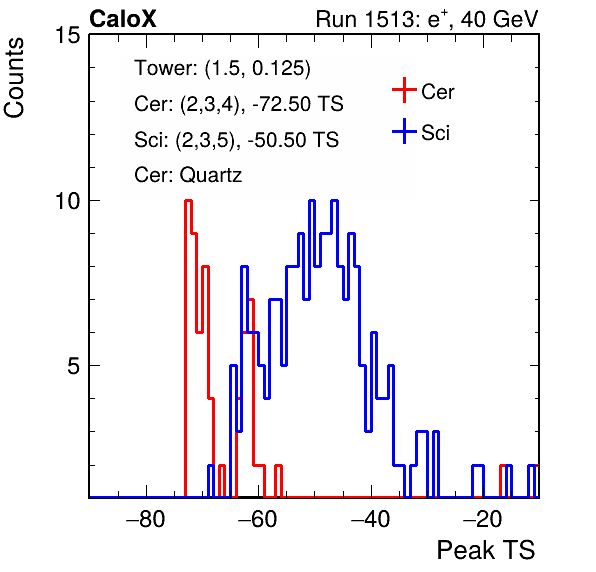 CaloX Run 1513: e⁺, 40 GeV
Counts
15
10
5
Tower: (1.5, 0.125)
Cer: (2,3,4), -72.50 TS
Sci: (2,3,5), -50.50 TS
Cer: Quartz
Cer
Sci
−80 −60 −40 −20
Peak TS